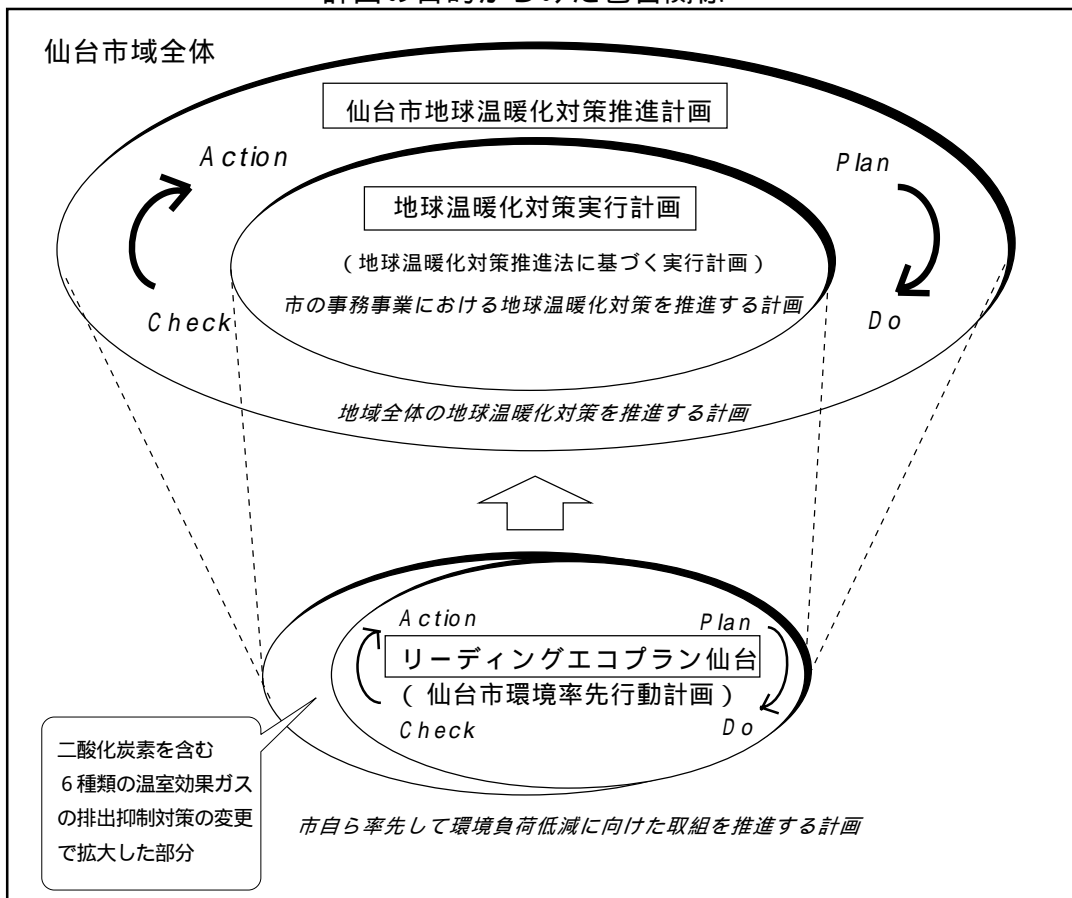 仙台市域全体
仙台市地球温暖化対策推進計画
Action
Plan
地球温暖化対策実行計画
(地球温暖化対策推進法に基づく実行計画)
市の事務事業における地球温暖化対策を推進する計画
Check
Do
地域全体の地球温暖化対策を推進する計画
Action
Plan
リーディングエコプラン仙台
(仙台市環境率先行動計画)
Check
Do
二酸化炭素を含む
6種類の温室効果ガス
の排出抑制対策の変更
で拡大した部分
市自ら率先して環境負荷低減に向けた取組を推進する計画